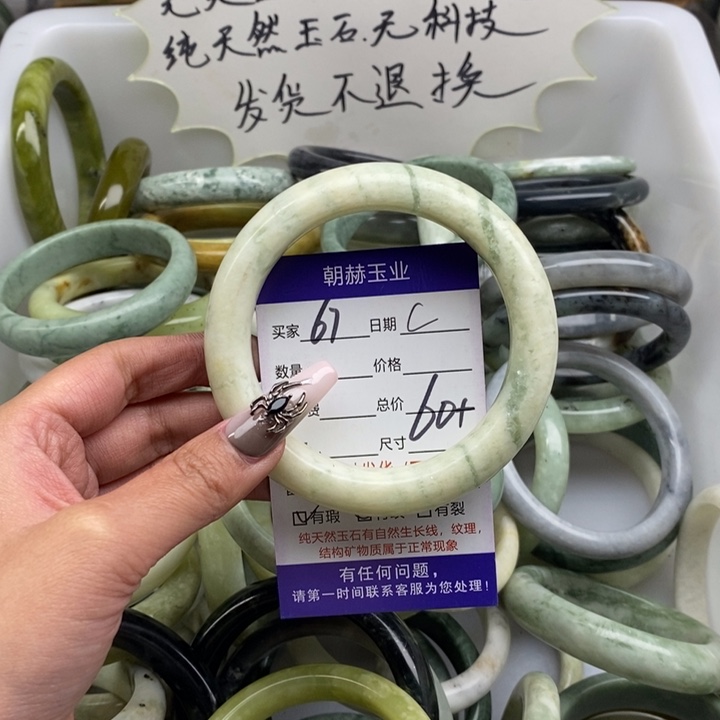 纯天然玉石.无科技
发货不退换
朝赫玉业
买家 67 日期 C
数量 价格
费 总价 60+
尺寸
有瑕 有裂
纯天然玉石有自然生长线，纹理，
结构矿物质属于正常现象
有任何问题，
请第一时间联系客服为您处理！